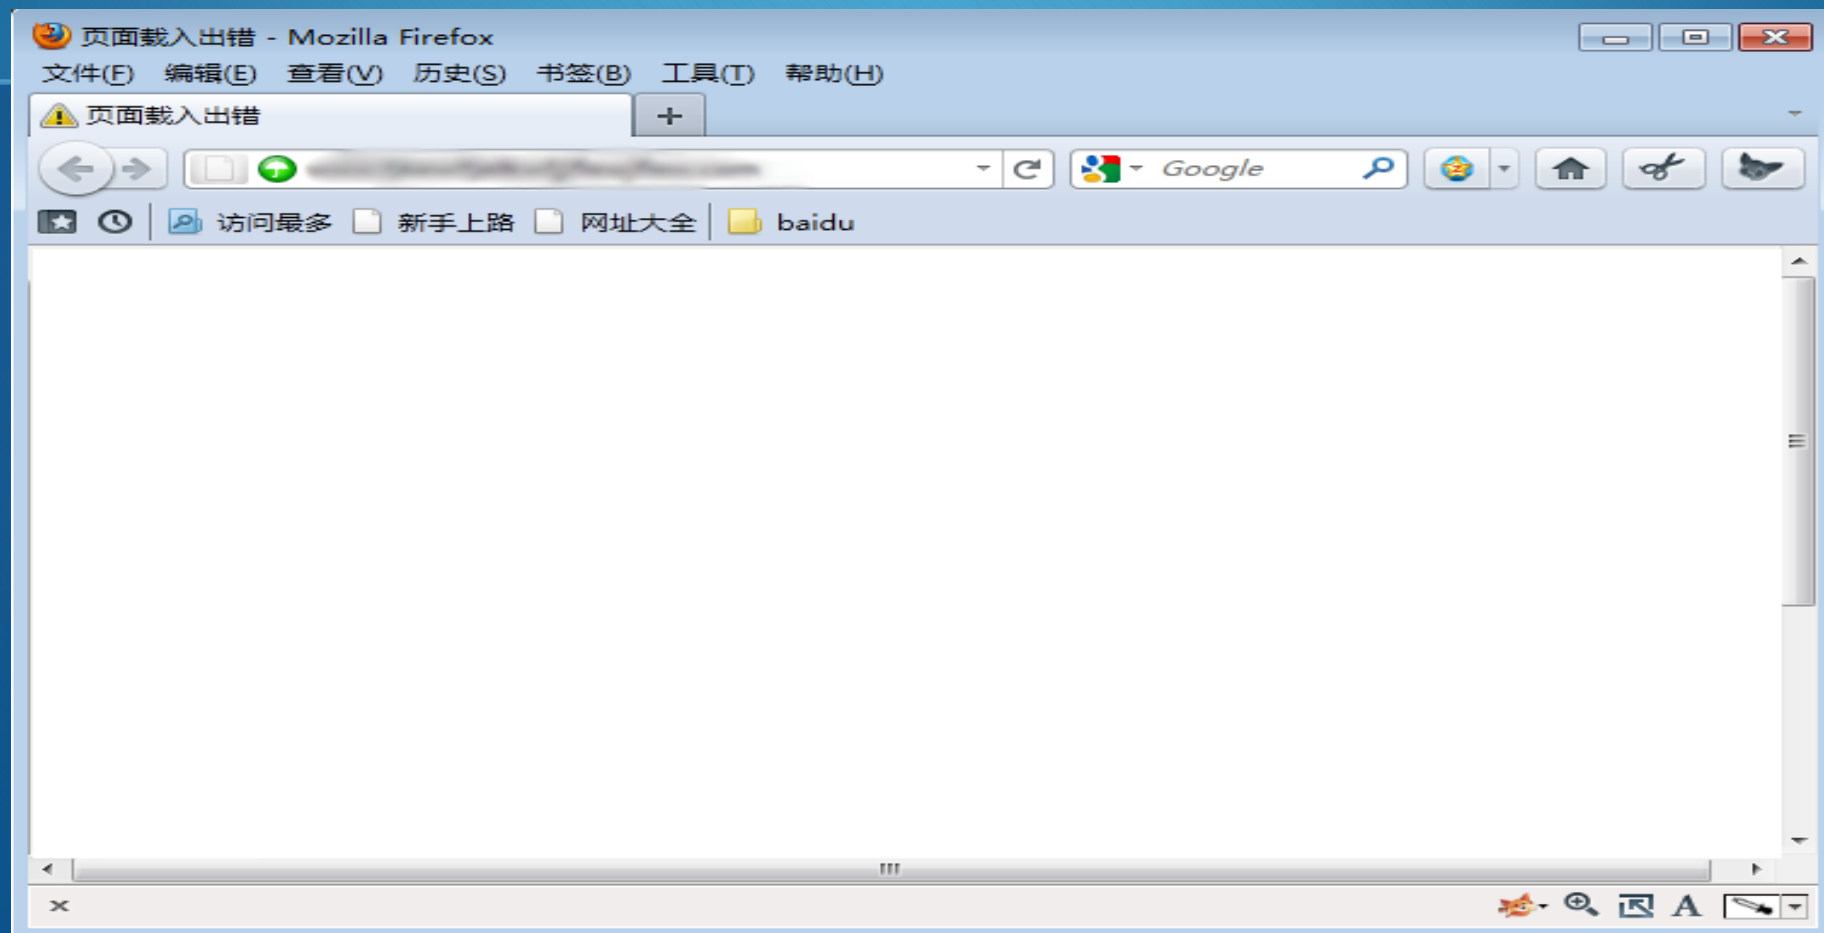 页面载入出错 - Mozilla Firefox
文件(F) 编辑(E) 查看(V) 历史(S) 书签(B) 工具(T) 帮助(H)
页面载入出错
Google
访问最多 新手上路 网址大全 baidu
A